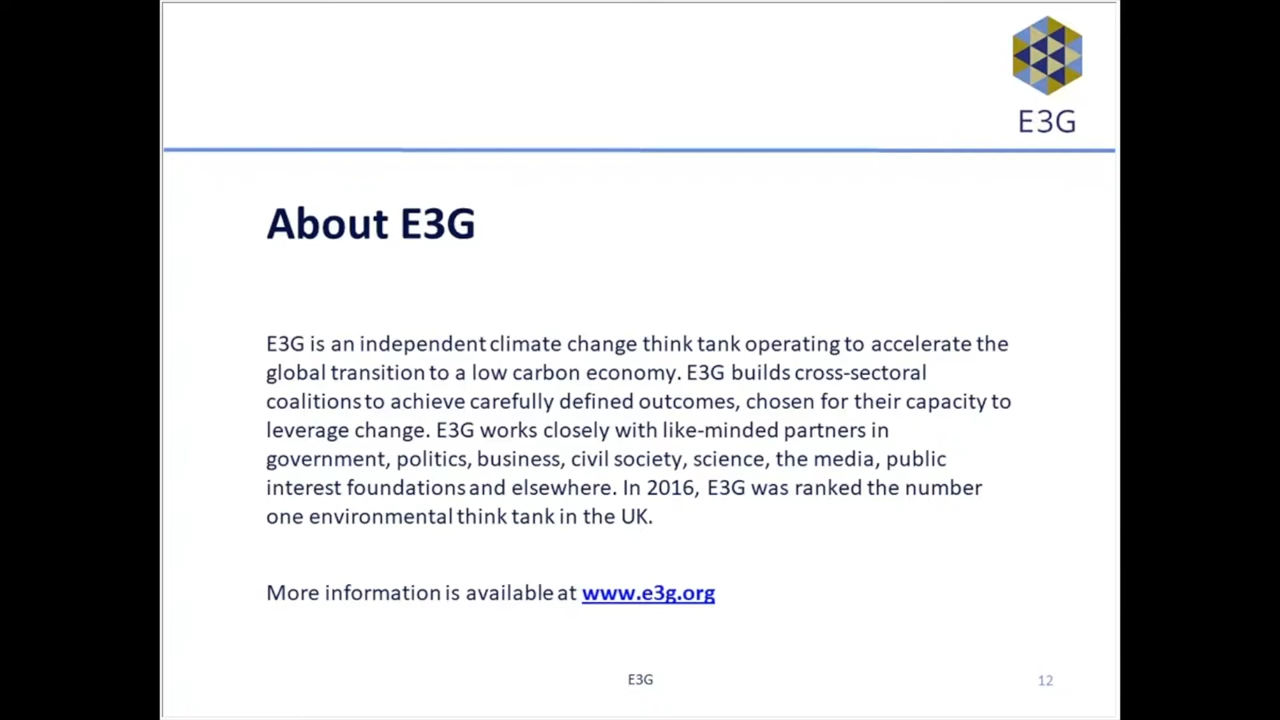 E3G
About E3G
E3G is an independent climate change think tank operating to accelerate the
global transition to a low carbon economy. E3G builds cross-sectoral
coalitions to achieve carefully defined outcomes, chosen for their capacity to
leverage change. E3G works closely with like-minded partners in
government, politics, business, civil society, science, the media, public
interest foundations and elsewhere. In 2016, E3G was ranked the number
one environmental think tank in the UK.
More information is available at www.e3g.org
E3G
12